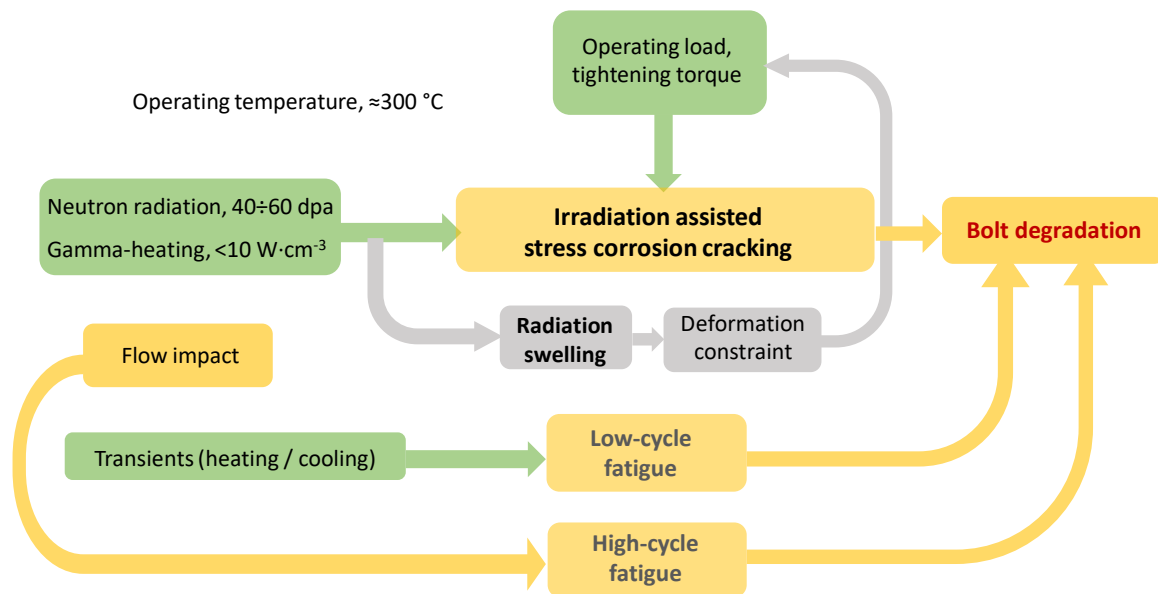 Operating load,
tightening torque
Operating temperature, ≈300 °C
Neutron radiation, 40÷60 dpa
Gamma-heating, <10 W·cm⁻³
Irradiation assisted
stress corrosion cracking
Bolt degradation
Radiation
swelling
Deformation
constraint
Flow impact
Transients (heating / cooling)
Low-cycle
fatigue
High-cycle
fatigue